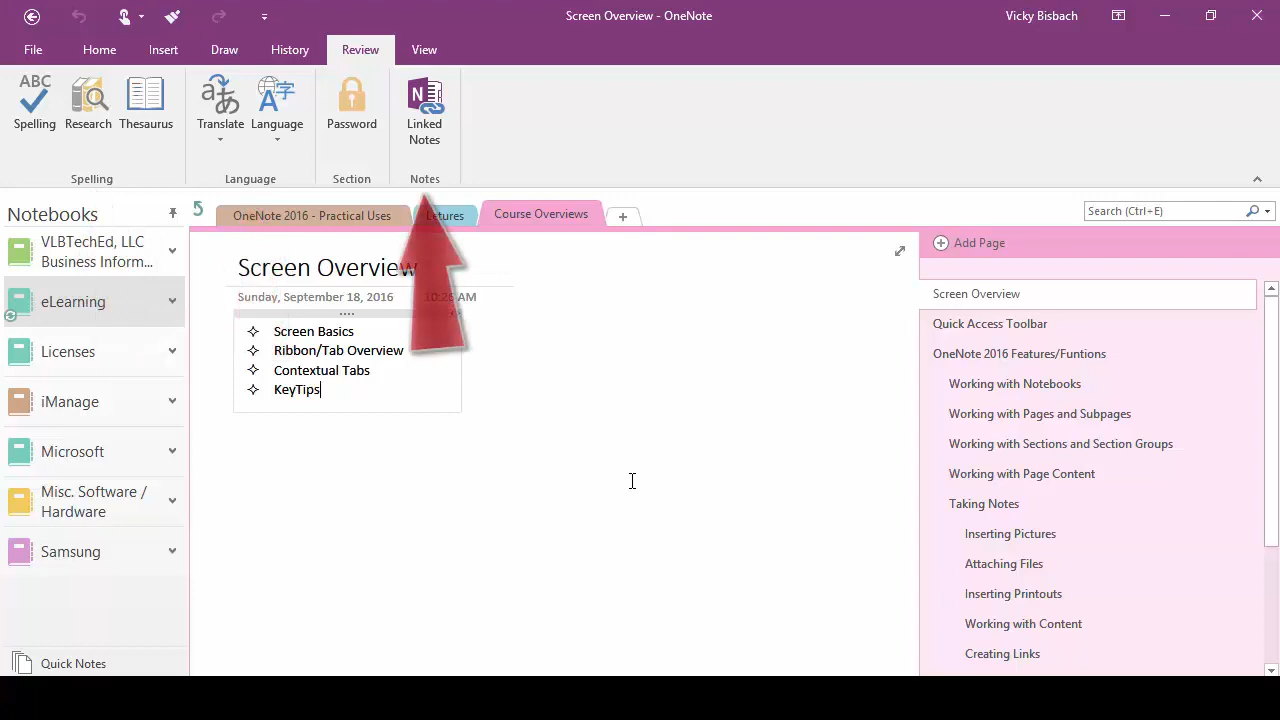 Screen Overview - OneNote
Vicky Bisbach
File
Home
Insert
Draw
History
Review
View
ABC
Spelling
Research
Thesaurus
Translate
Language
Password
Linked
Notes
Spelling
Language
Section
Notes
Notebooks
VLBTechEd, LLC
Business Inform...
eLearning
Licenses
iManage
Microsoft
Misc. Software /
Hardware
Samsung
Quick Notes
OneNote 2016 - Practical Uses
Course Overviews
Search (Ctrl+E)
Screen Overview
Sunday, September 18, 2016 10:26 AM
Screen Basics
Ribbon/Tab Overview
Contextual Tabs
KeyTips
Add Page
Screen Overview
Quick Access Toolbar
OneNote 2016 Features/Funtions
Working with Notebooks
Working with Pages and Subpages
Working with Sections and Section Groups
Working with Page Content
Taking Notes
Inserting Pictures
Attaching Files
Inserting Printouts
Working with Content
Creating Links